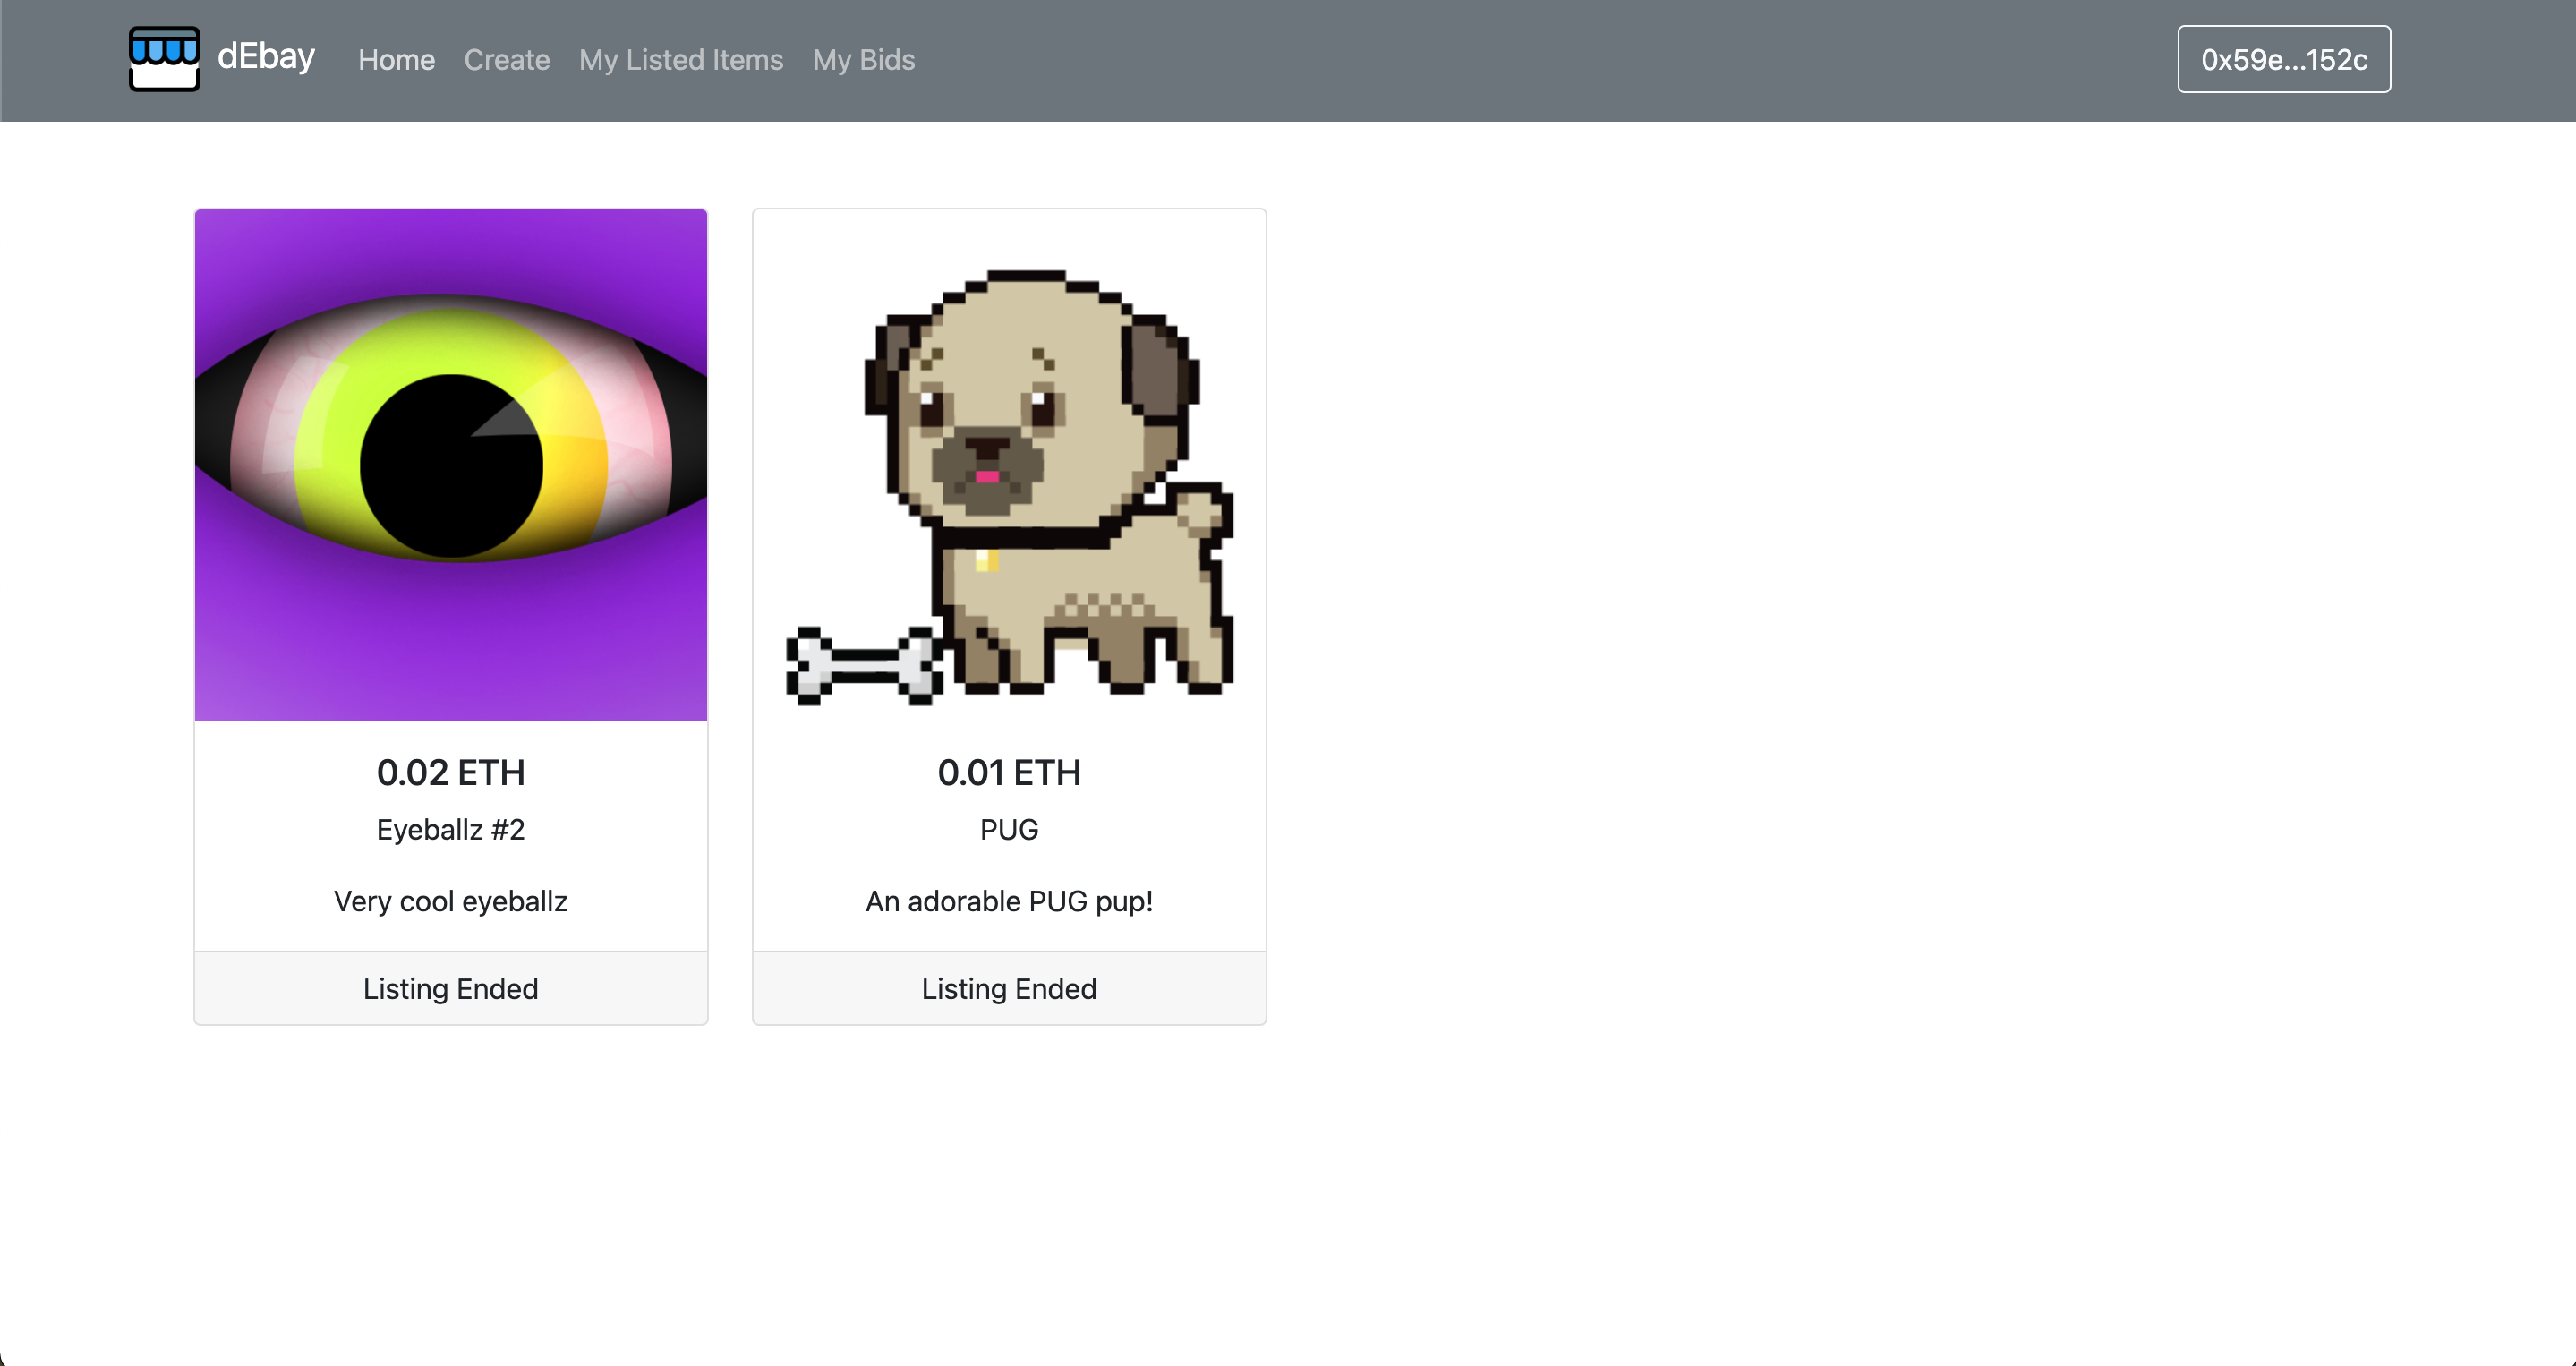 dEbay Home Create My Listed Items My Bids 0x59e...152c
0.02 ETH
Eyeballz #2
Very cool eyeballz
Listing Ended
0.01 ETH
PUG
An adorable PUG pup!
Listing Ended